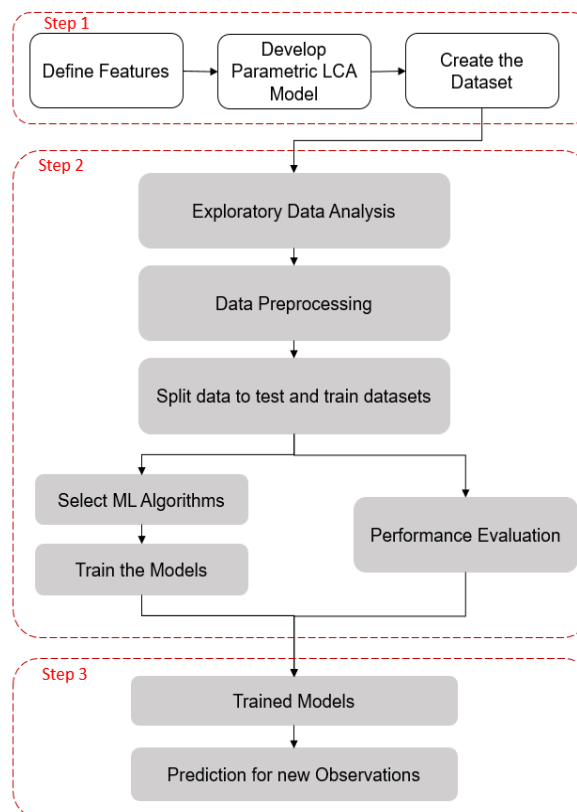 Step 1
Define Features
Develop
Parametric LCA
Model
Create the
Dataset
Step 2
Exploratory Data Analysis
Data Preprocessing
Split data to test and train datasets
Select ML Algorithms
Performance Evaluation
Train the Models
Step 3
Trained Models
Prediction for new Observations